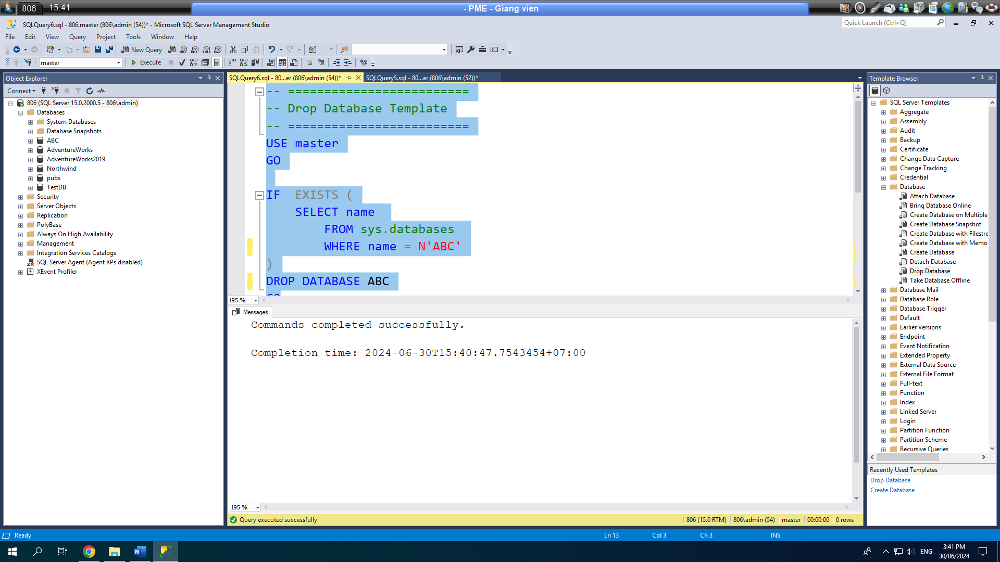 806
15:41
- PME - Giang vien
SQLQuery6.sql - 806.master (806\admin (54))* - Microsoft SQL Server Management Studio
Quick Launch (Ctrl+Q)
File Edit View Query Project Tools Window Help
New Query
MDX DMX XMLA DAX
master
Execute
Object Explorer
Connect
806 (SQL Server 15.0.2000.5 - 806\admin)
Databases
System Databases
Database Snapshots
ABC
AdventureWorks
AdventureWorks2019
Northwind
pubs
TestDB
Security
Server Objects
Replication
PolyBase
Always On High Availability
Management
Integration Services Catalogs
SQL Server Agent (Agent XPs disabled)
XEvent Profiler
SQLQuery6.sql - 80...er (806\admin (54))*
SQLQuery5.sql - 80...er (806\admin (52))*
-- =========================
-- Drop Database Template
-- =========================
USE master
GO
IF EXISTS (
SELECT name
FROM sys.databases
WHERE name = N'ABC'
)
DROP DATABASE ABC
GO
195 %
Messages
Commands completed successfully.
Completion time: 2024-06-30T15:40:47.7543454+07:00
195 %
Query executed successfully.
806 (15.0 RTM)
806\admin (54)
master
00:00:00
0 rows
Template Browser
SQL Server Templates
Aggregate
Assembly
Audit
Backup
Certificate
Change Data Capture
Change Tracking
Credential
Database
Attach Database
Bring Database Online
Create Database on Multiple
Create Database Snapshot
Create Database with Filestre
Create Database with Memo
Create Database
Detach Database
Drop Database
Take Database Offline
Database Mail
Database Role
Database Trigger
Default
Earlier Versions
Endpoint
Event Notification
Extended Property
External Data Source
External File Format
Full-text
Function
Index
Linked Server
Login
Partition Function
Partition Scheme
Recursive Queries
Recently Used Templates
Drop Database
Create Database
Ready
Ln 13
Col 3
Ch 3
INS
ENG
3:41 PM
30/06/2024